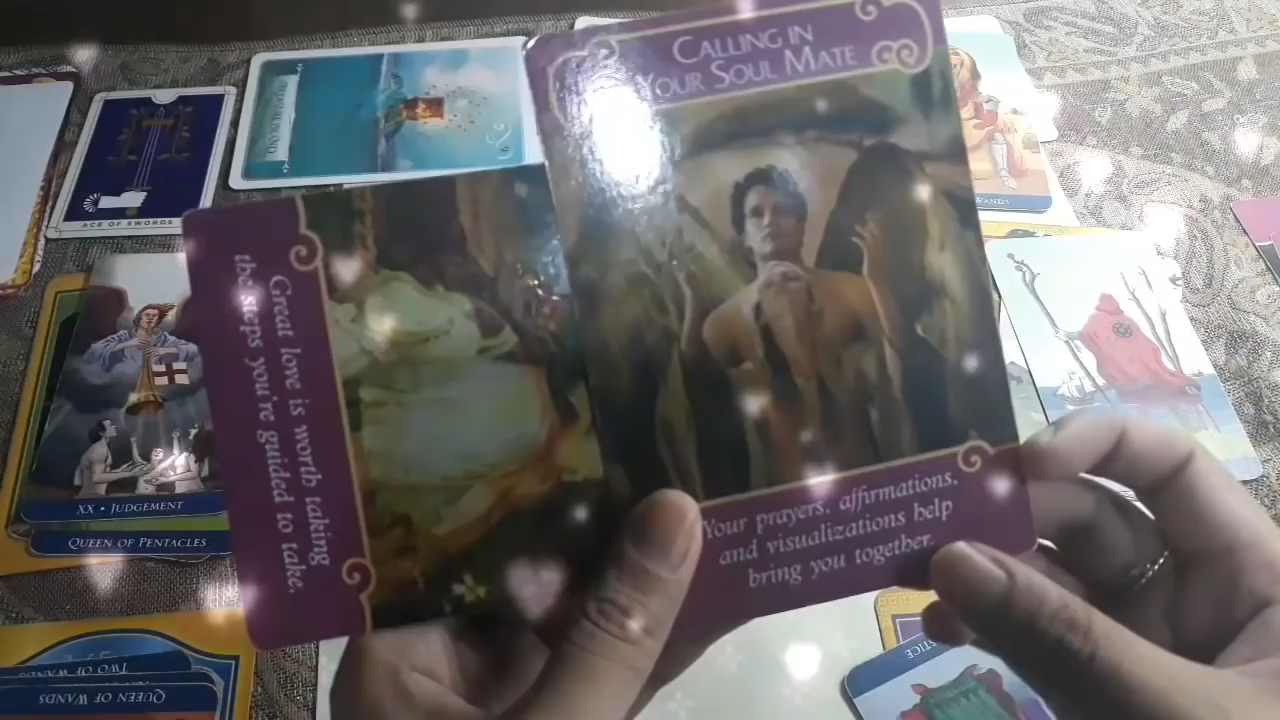 CALLING IN
YOUR SOUL MATE
Your prayers, affirmations,
and visualizations help
bring you together.
Great love is worth taking
the steps you're guided to take.
ACE OF SWORDS
WANDS
XX • JUDGEMENT
QUEEN OF PENTACLES
TWO OF WANDS
QUEEN OF WANDS